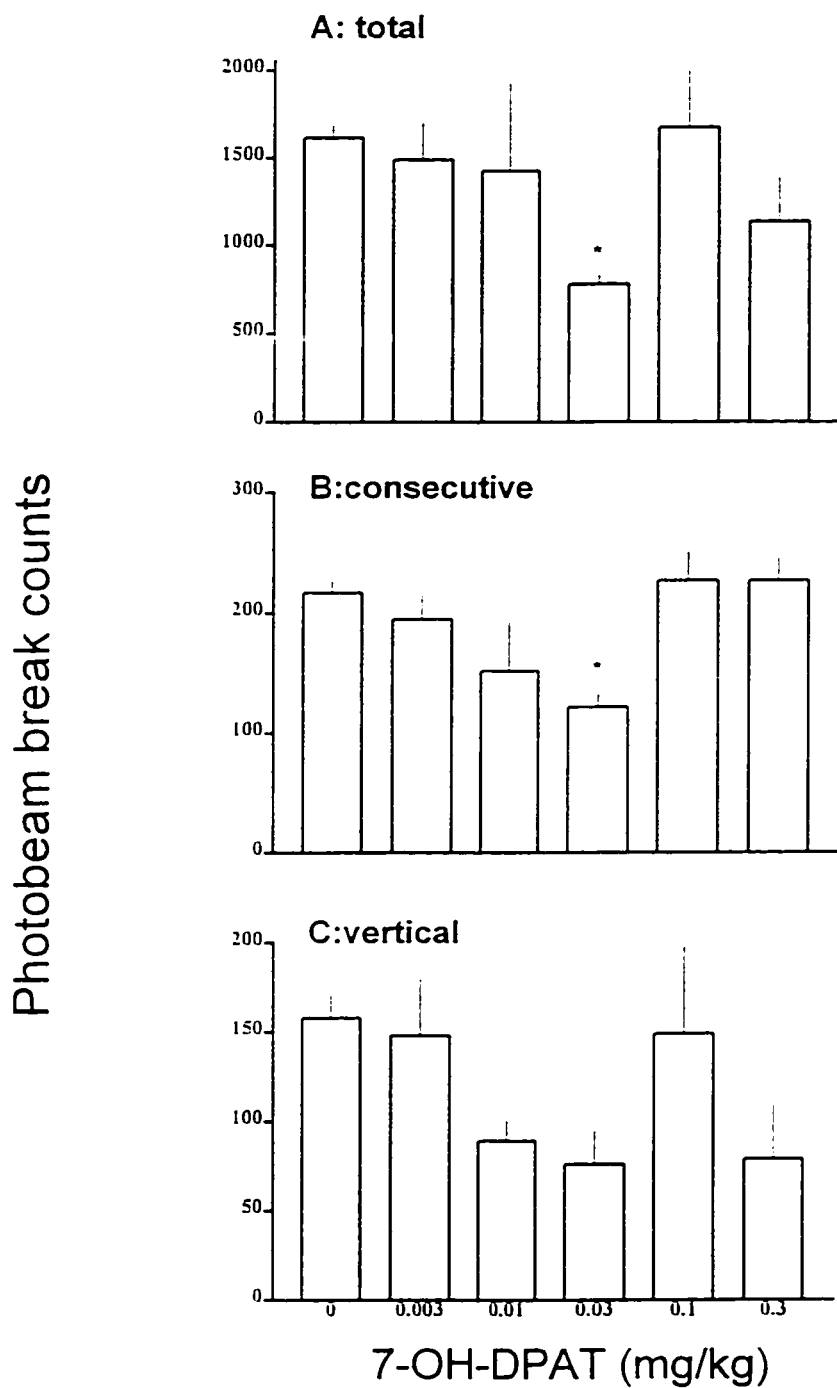 A: total
2000
1500
1000
*
500
0
Photobeam break counts
B:consecutive
300
200
*
100
0
C:vertical
200
150
100
50
0
0 0.003 0.01 0.03 0.1 0.3
7-OH-DPAT (mg/kg)